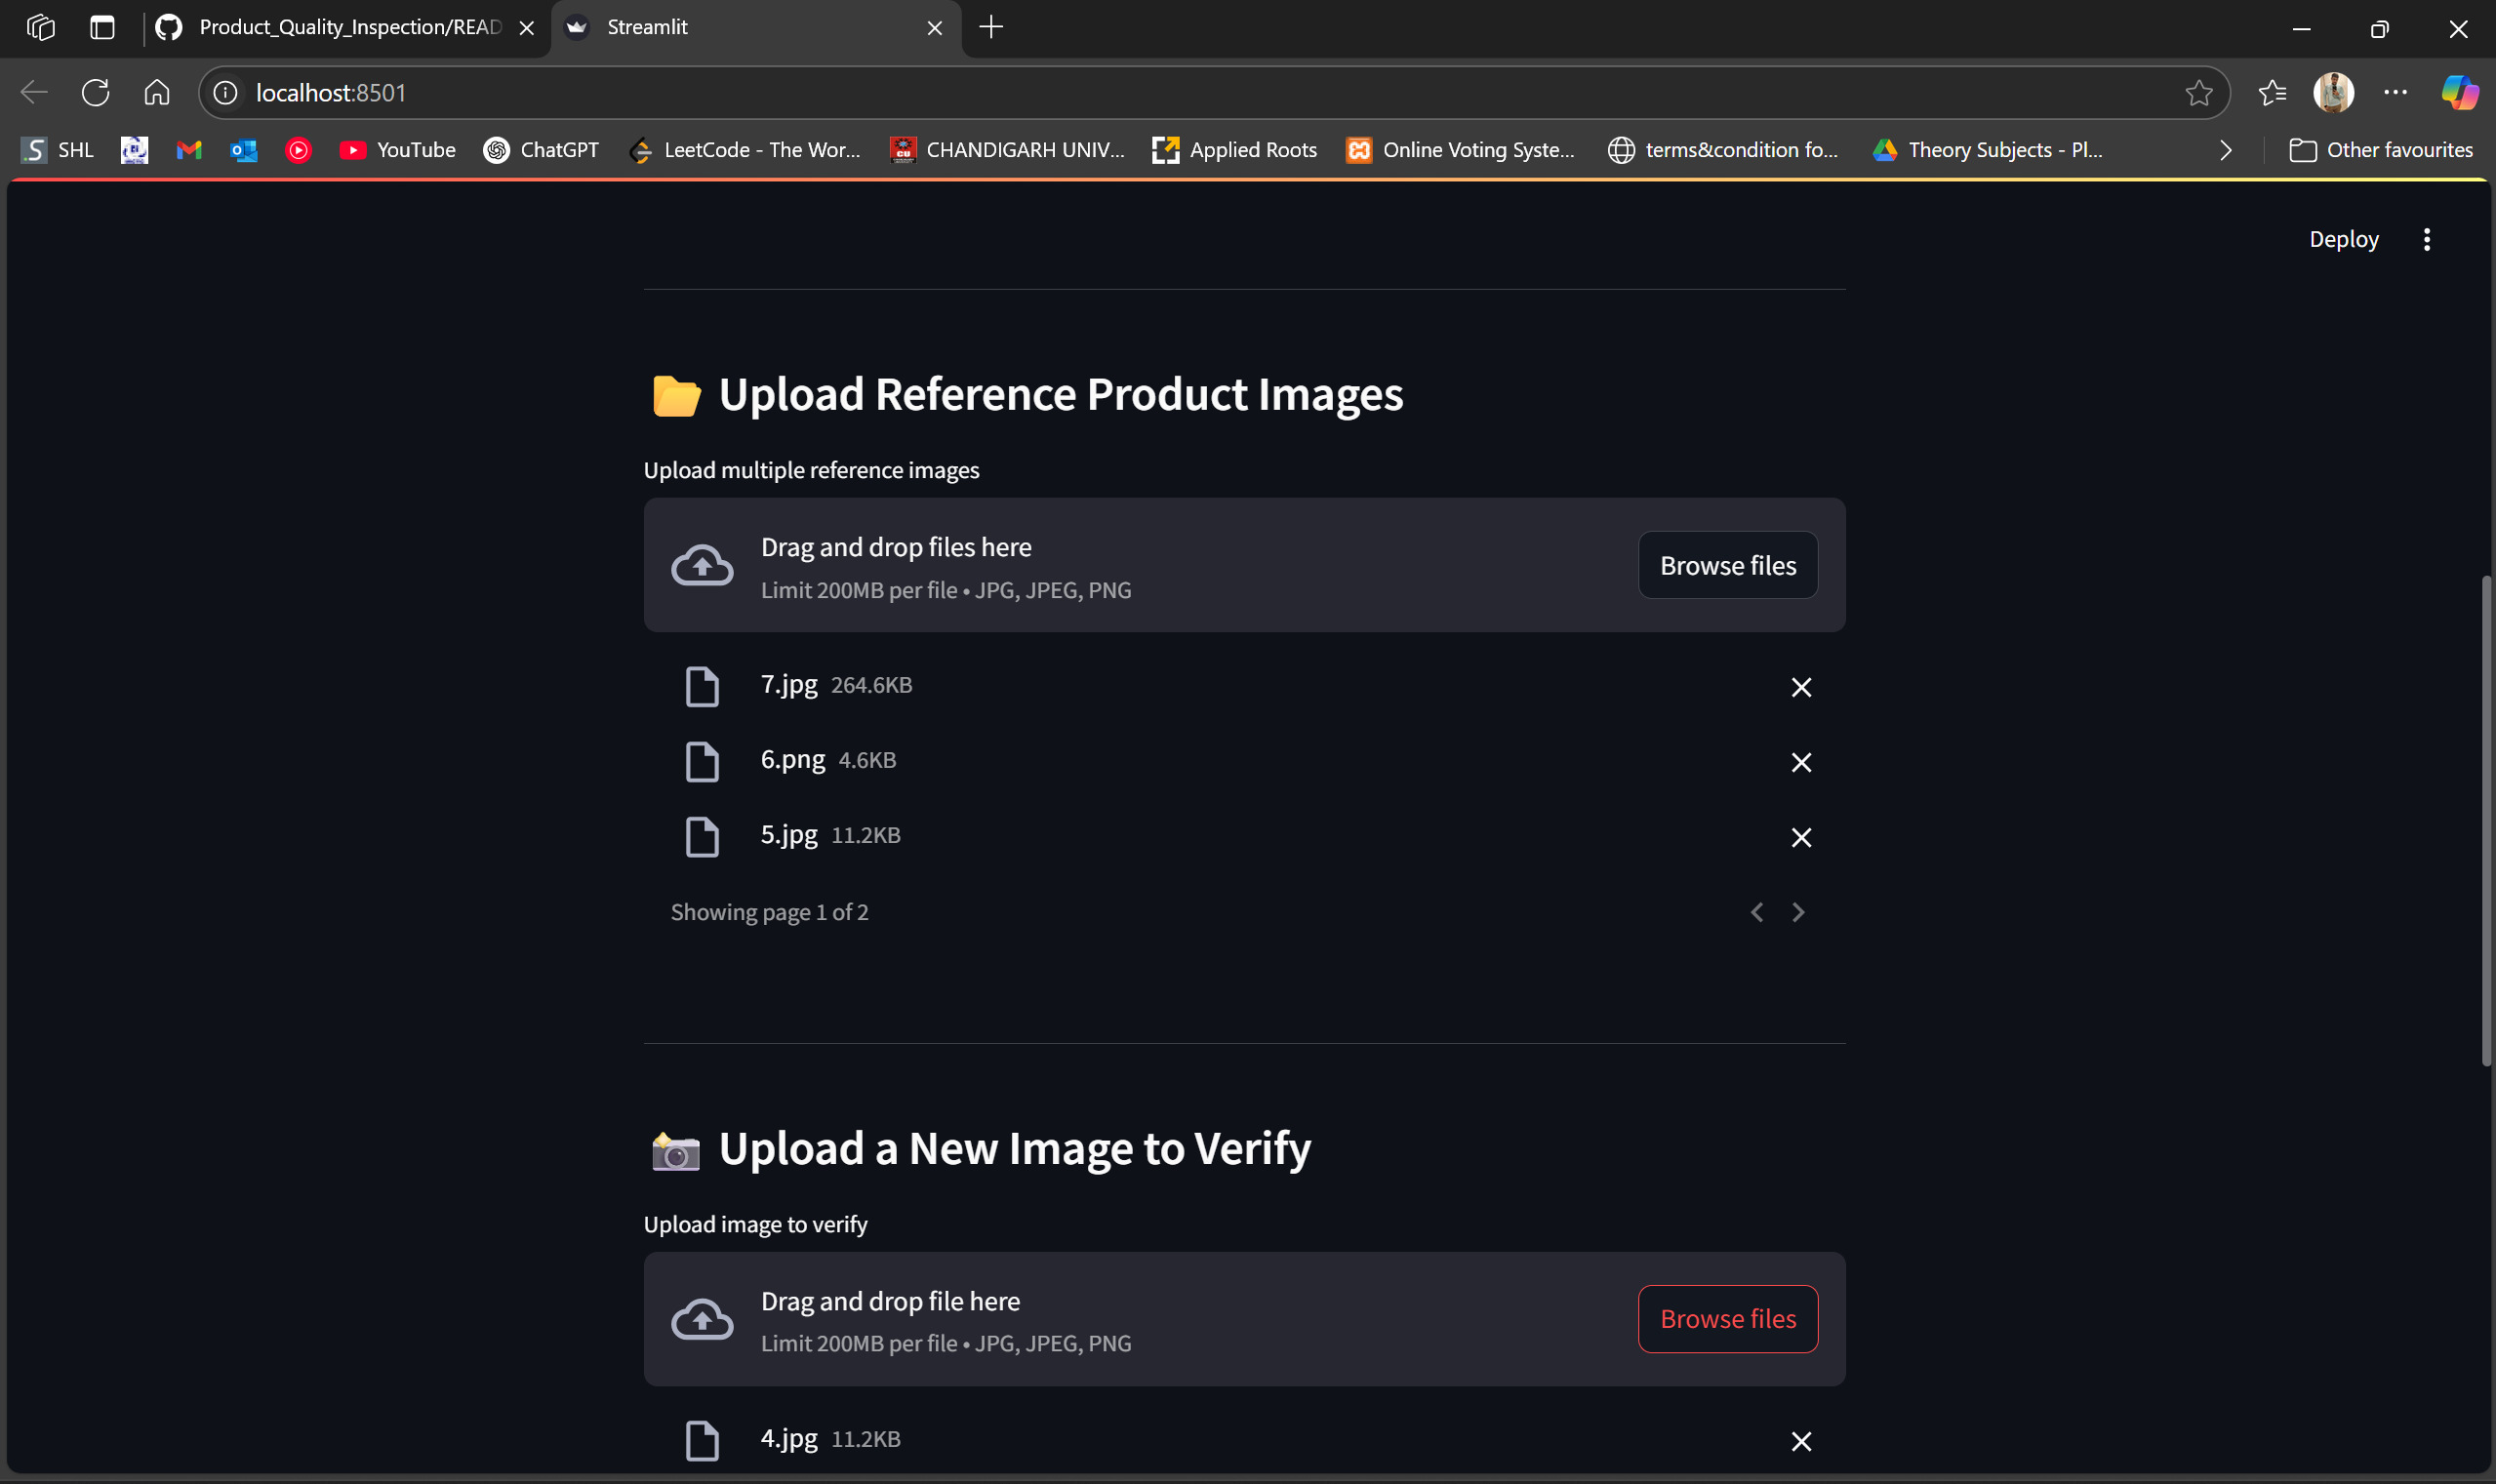 Product_Quality_Inspection/READ
Streamlit
localhost:8501
SHL
YouTube
ChatGPT
LeetCode - The Wor...
CHANDIGARH UNIV...
Applied Roots
Online Voting Syste...
terms&condition fo...
Theory Subjects - Pl...
Other favourites
Deploy
Upload Reference Product Images
Upload multiple reference images
Drag and drop files here
Limit 200MB per file • JPG, JPEG, PNG
Browse files
7.jpg 264.6KB
6.png 4.6KB
5.jpg 11.2KB
Showing page 1 of 2
Upload a New Image to Verify
Upload image to verify
Drag and drop file here
Limit 200MB per file • JPG, JPEG, PNG
Browse files
4.jpg 11.2KB